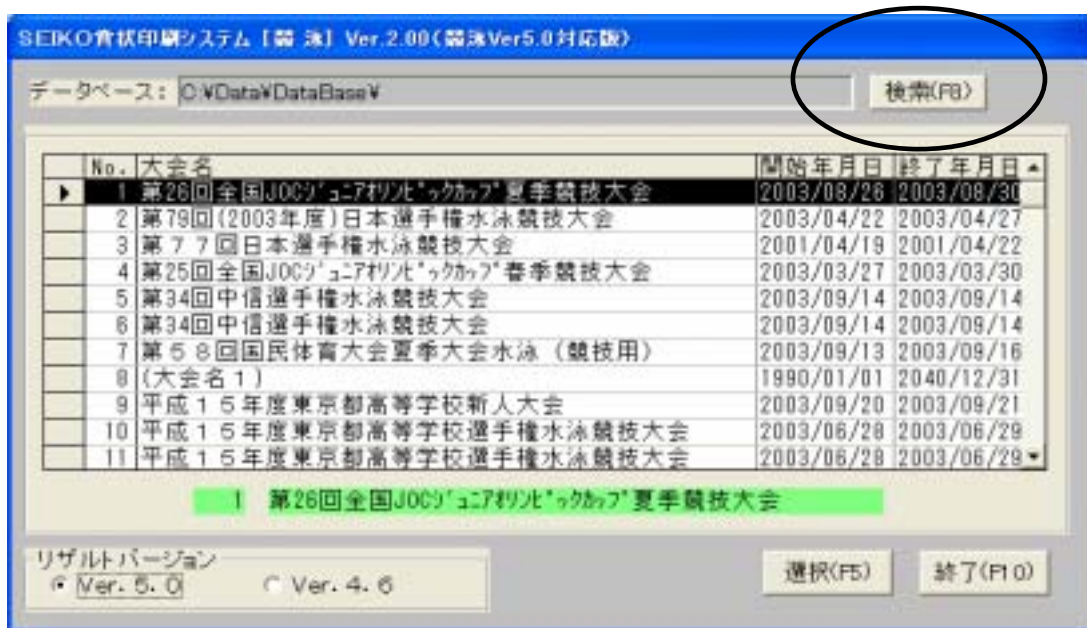 SEIKO賞状印刷システム【競 泳】Ver.2.00(競泳Ver5.0対応版)
データベース: C:¥Data¥DataBase¥ 検索(F8)
No. 大会名 開始年月日 終了年月日
1 第26回全国JOCジュニアオリンピックカップ夏季競技大会 2003/08/26 2003/08/30
2 第79回(2003年度)日本選手権水泳競技大会 2003/04/22 2003/04/27
3 第77回日本選手権水泳競技大会 2001/04/19 2001/04/22
4 第25回全国JOCジュニアオリンピックカップ春季競技大会 2003/03/27 2003/03/30
5 第34回中信選手権水泳競技大会 2003/09/14 2003/09/14
6 第34回中信選手権水泳競技大会 2003/09/14 2003/09/14
7 第58回国民体育大会夏季大会水泳（競技用） 2003/09/13 2003/09/16
8 (大会名1) 1990/01/01 2040/12/31
9 平成15年度東京都高等学校新人大会 2003/09/20 2003/09/21
10 平成15年度東京都高等学校選手権水泳競技大会 2003/06/28 2003/06/29
11 平成15年度東京都高等学校選手権水泳競技大会 2003/06/28 2003/06/29
1 第26回全国JOCジュニアオリンピックカップ夏季競技大会
リザルトバージョン
Ver. 5. 0 Ver. 4. 6 選択(F5) 終了(F10)